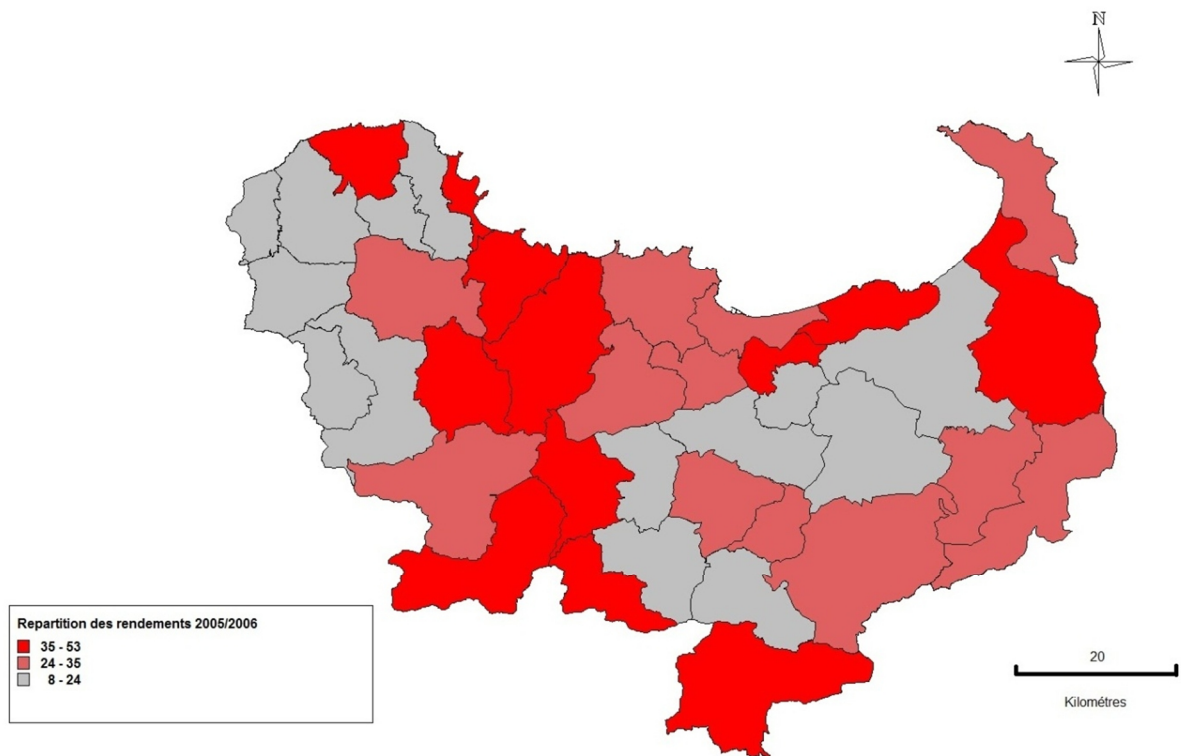 N
Repartition des rendements 2005/2006
35 - 53
24 - 35
8 - 24
20
Kilométres